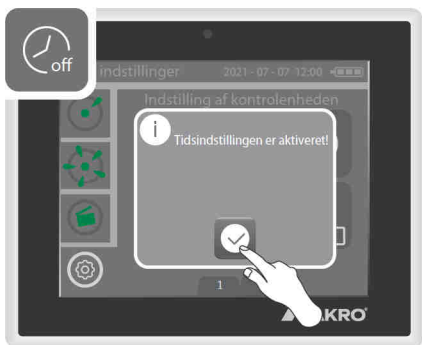 off
indstillinger 2021-07-07 12:00
Indstilling af kontrolenheden
i
Tidsindstillingen er aktiveret!
1
AKRO